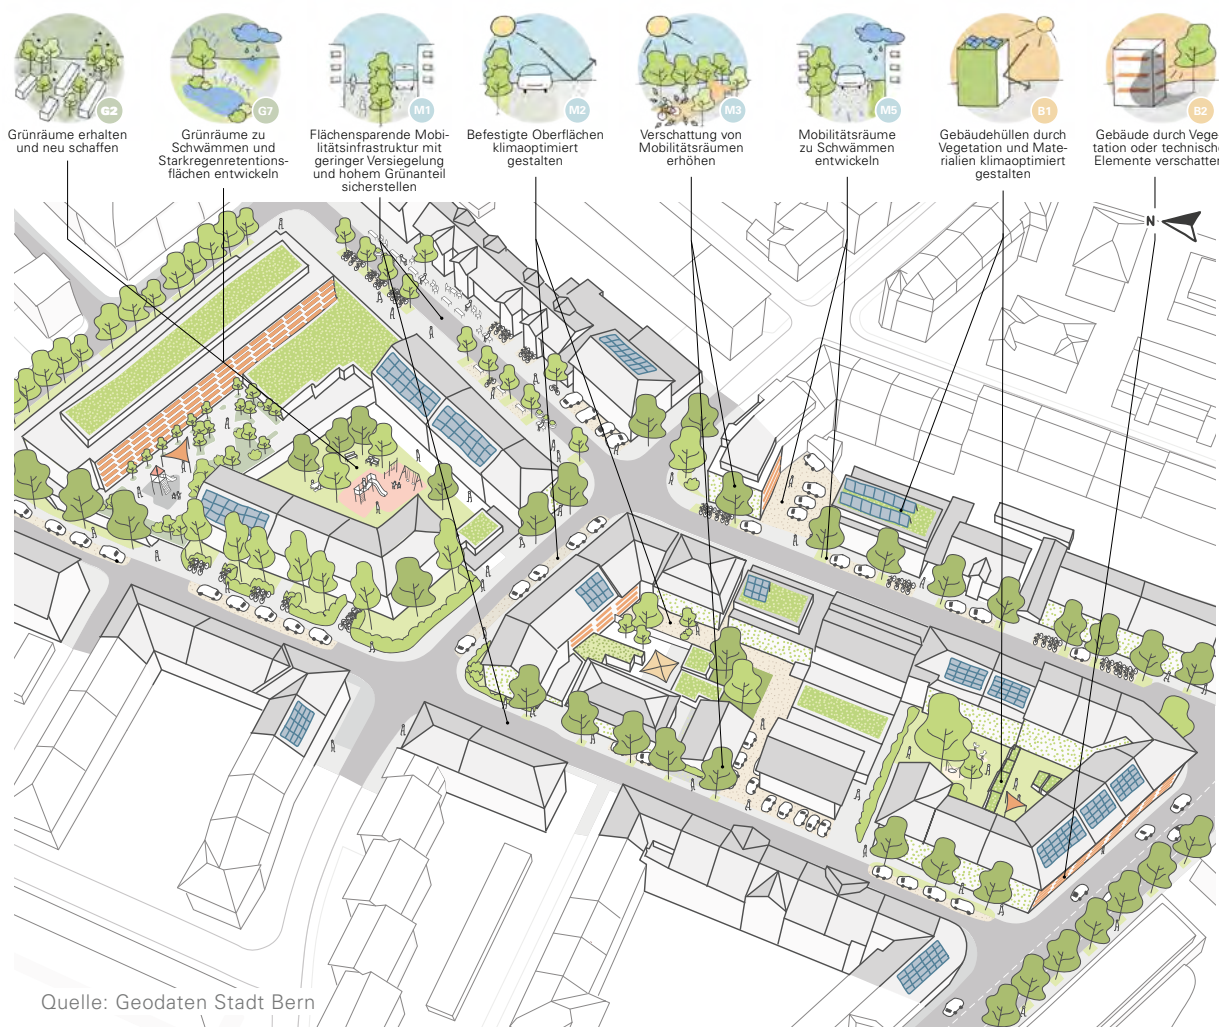 G2
Grünräume erhalten
und neu schaffen
G7
Grünräume zu
Schwämmen und
Starkregenretentions-
flächen entwickeln
M1
Flächensparende Mobi-
litätsinfrastruktur mit
geringer Versiegelung
und hohem Grünanteil
sicherstellen
M2
Befestigte Oberflächen
klimaoptimiert
gestalten
M3
Verschattung von
Mobilitätsräumen
erhöhen
M5
Mobilitätsräume
zu Schwämmen
entwickeln
B1
Gebäudehüllen durch
Vegetation und Mate-
rialien klimaoptimiert
gestalten
B2
Gebäude durch Vege-
tation oder technische
Elemente verschatten
N
Quelle: Geodaten Stadt Bern